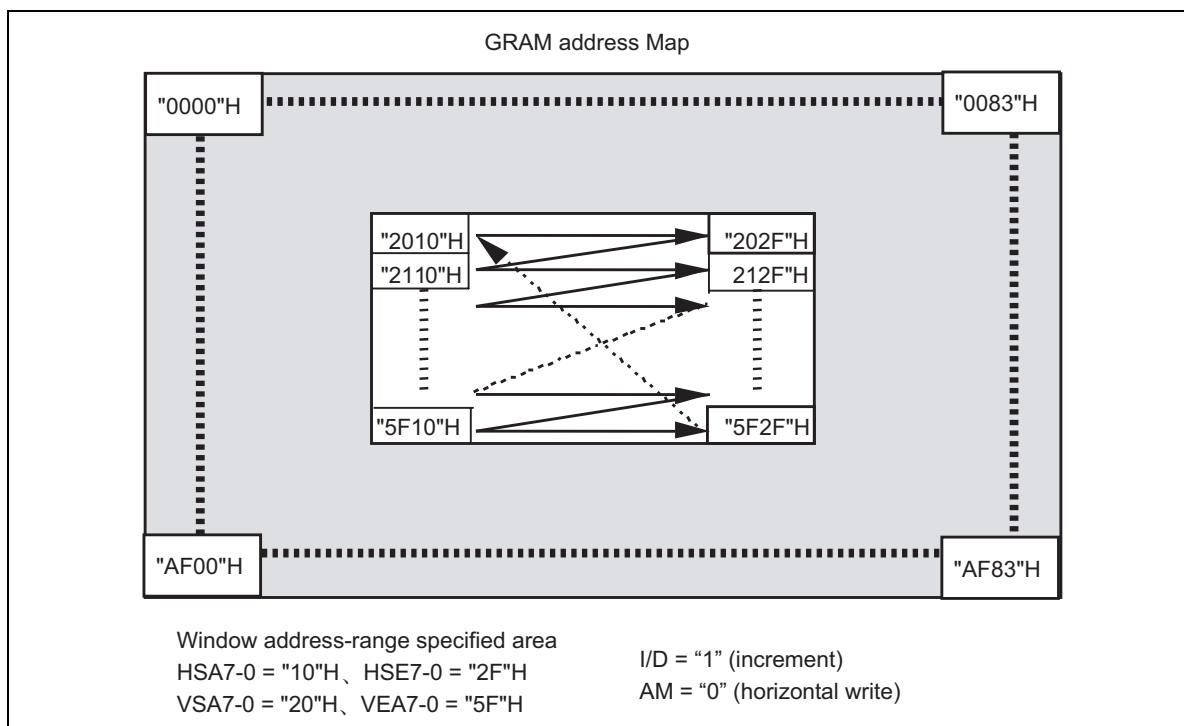 GRAM address Map
"0000"H
"0083"H
"2010"H
"202F"H
"2110"H
212F"H
"5F10"H
"5F2F"H
"AF00"H
"AF83"H
Window address-range specified area
HSA7-0 = "10"H、HSE7-0 = "2F"H
VSA7-0 = "20"H、VEA7-0 = "5F"H
I/D = “1” (increment)
AM = “0” (horizontal write)